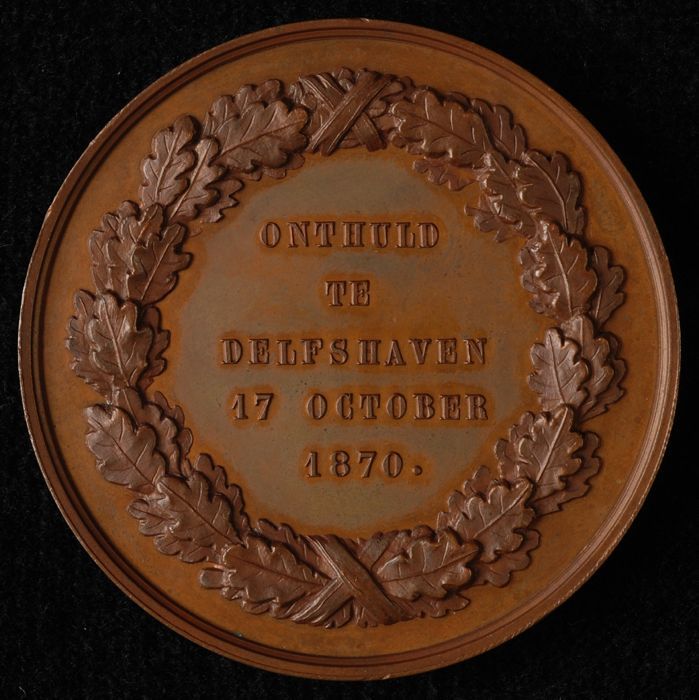 ONTHULD
TE
DELFSHAVEN
17 OCTOBER
1870.